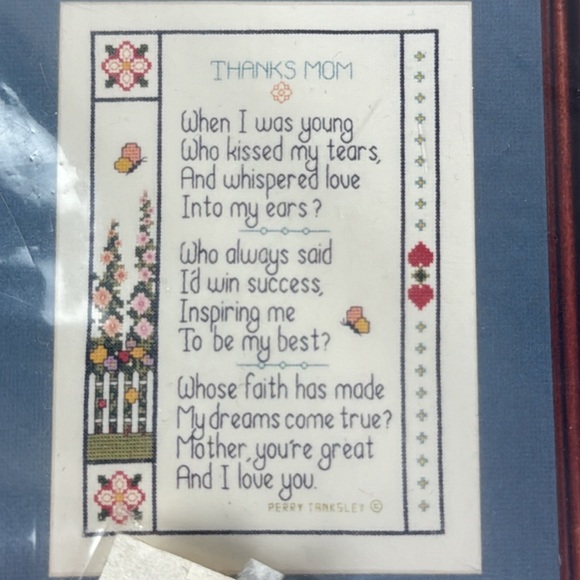 THANKS MOM
When I was young
Who kissed my tears,
And whispered love
Into my ears?
Who always said
I'd win success,
Inspiring me
To be my best?
Whose faith has made
My dreams come true?
Mother, you're great
And I love you.
PERRY TANKSLEY ©